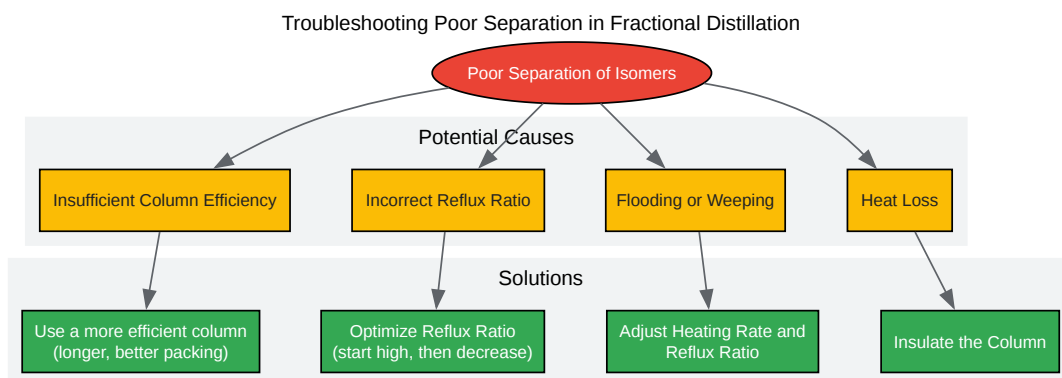 Troubleshooting Poor Separation in Fractional Distillation
Poor Separation of Isomers
Potential Causes
Insufficient Column Efficiency
Incorrect Reflux Ratio
Flooding or Weeping
Heat Loss
Solutions
Use a more efficient column
(longer, better packing)
Optimize Reflux Ratio
(start high, then decrease)
Adjust Heating Rate and
Reflux Ratio
Insulate the Column